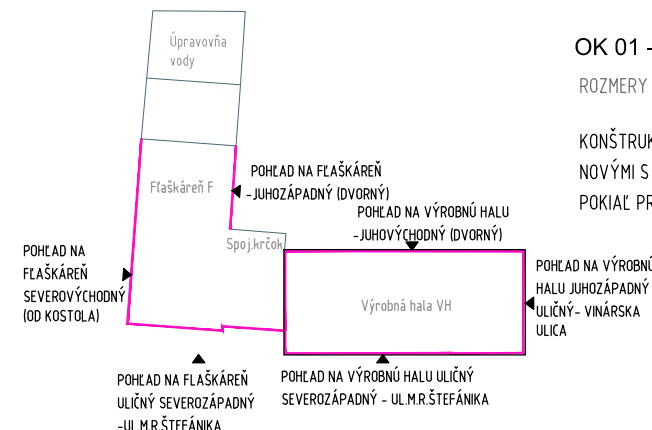 Úpravovňa
vody
OK 01 -
ROZMERY
KONŠTRUK
NOVÝMI S
POKIAĽ PR
Fľaškáreň F
POHĽAD NA FĽAŠKÁREŇ
-JUHOZÁPADNÝ (DVORNÝ)
Spoj.krčok
POHĽAD NA VÝROBNÚ HALU
-JUHOVÝCHODNÝ (DVORNÝ)
POHĽAD NA
FĽAŠKÁREŇ
SEVEROVÝCHODNÝ
(OD KOSTOLA)
Výrobná hala VH
POHĽAD NA VÝROBNÚ
HALU JUHOZÁPADNÝ
ULIČNÝ- VINÁRSKA
ULICA
POHĽAD NA FLAŠKÁREŇ
ULIČNÝ SEVEROZÁPADNÝ
-UL.M.R.ŠTEFÁNIKA
POHĽAD NA VÝROBNÚ HALU ULIČNÝ
SEVEROZÁPADNÝ - UL.M.R.ŠTEFÁNIKA